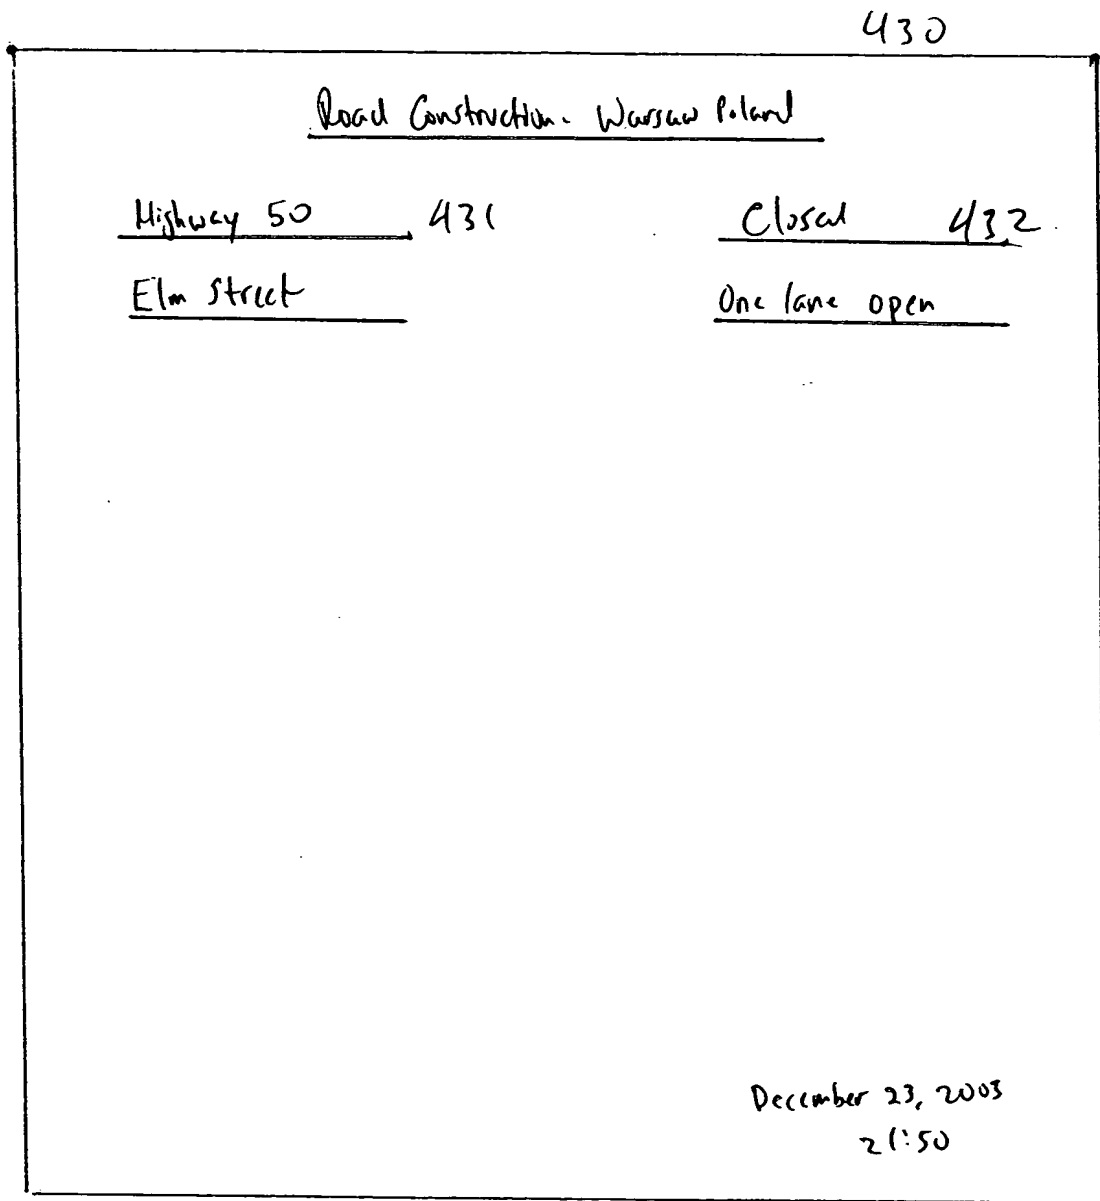 430
Road Construction - Warsaw Poland
Highway 50 431 Closed 432
Elm Street One lane open
December 23, 2003
21:50